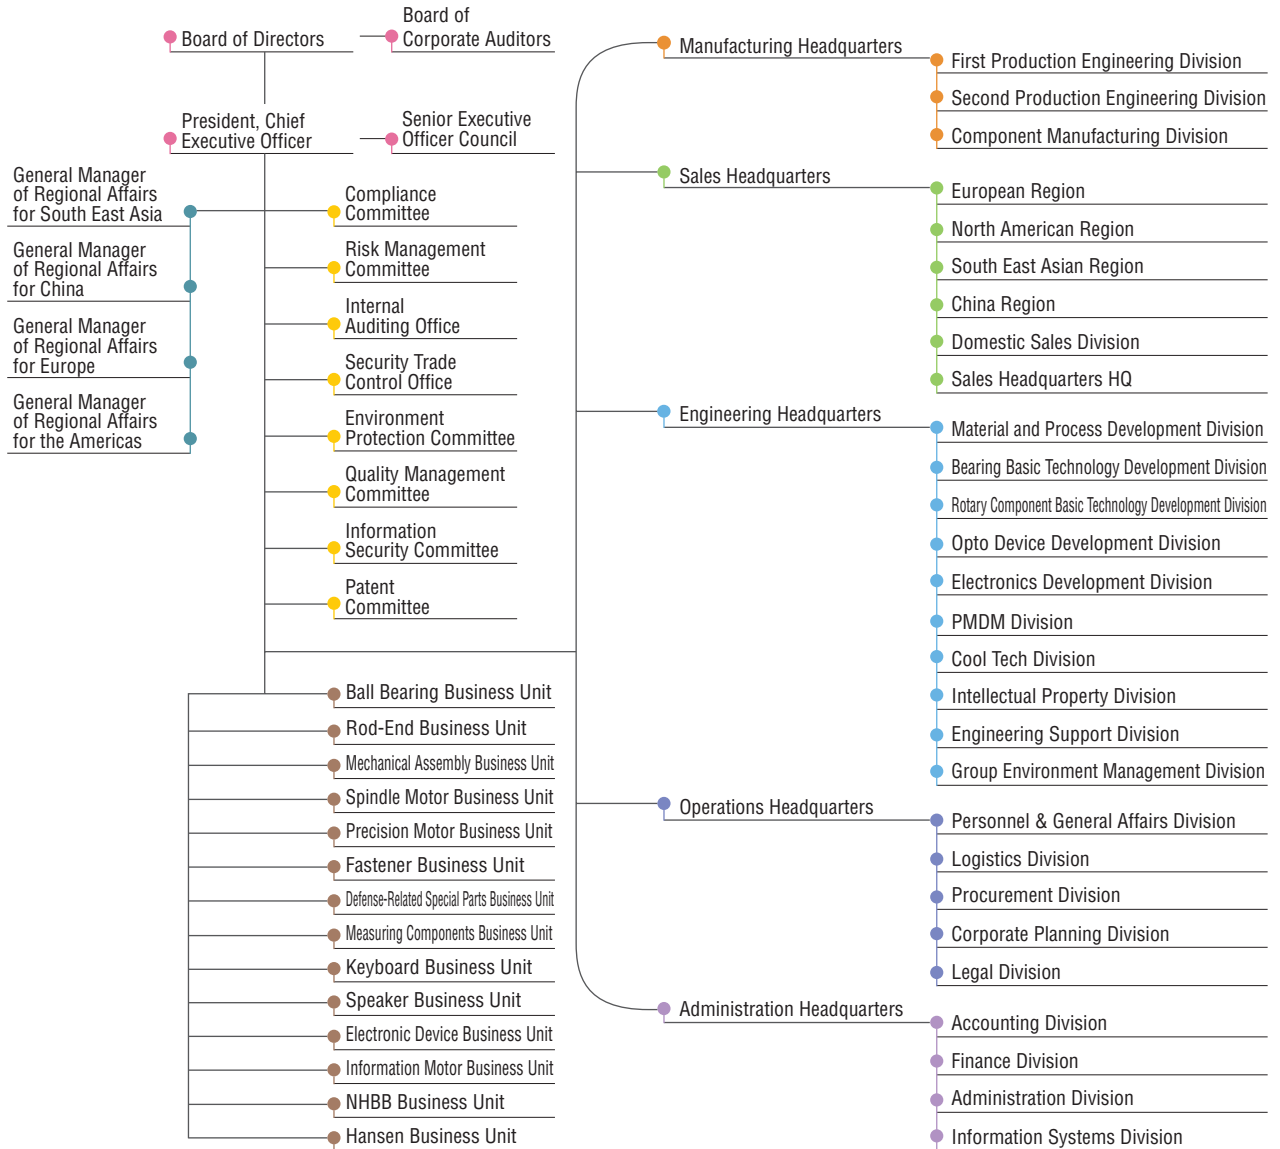 Board of Directors
Board of
Corporate Auditors
President, Chief
Executive Officer
Senior Executive
Officer Council
General Manager
of Regional Affairs
for South East Asia
General Manager
of Regional Affairs
for China
General Manager
of Regional Affairs
for Europe
General Manager
of Regional Affairs
for the Americas
Compliance
Committee
Risk Management
Committee
Internal
Auditing Office
Security Trade
Control Office
Environment
Protection Committee
Quality Management
Committee
Information
Security Committee
Patent
Committee
Ball Bearing Business Unit
Rod-End Business Unit
Mechanical Assembly Business Unit
Spindle Motor Business Unit
Precision Motor Business Unit
Fastener Business Unit
Defense-Related Special Parts Business Unit
Measuring Components Business Unit
Keyboard Business Unit
Speaker Business Unit
Electronic Device Business Unit
Information Motor Business Unit
NHBB Business Unit
Hansen Business Unit
Manufacturing Headquarters
First Production Engineering Division
Second Production Engineering Division
Component Manufacturing Division
Sales Headquarters
European Region
North American Region
South East Asian Region
China Region
Domestic Sales Division
Sales Headquarters HQ
Engineering Headquarters
Material and Process Development Division
Bearing Basic Technology Development Division
Rotary Component Basic Technology Development Division
Opto Device Development Division
Electronics Development Division
PMDM Division
Cool Tech Division
Intellectual Property Division
Engineering Support Division
Group Environment Management Division
Operations Headquarters
Personnel & General Affairs Division
Logistics Division
Procurement Division
Corporate Planning Division
Legal Division
Administration Headquarters
Accounting Division
Finance Division
Administration Division
Information Systems Division